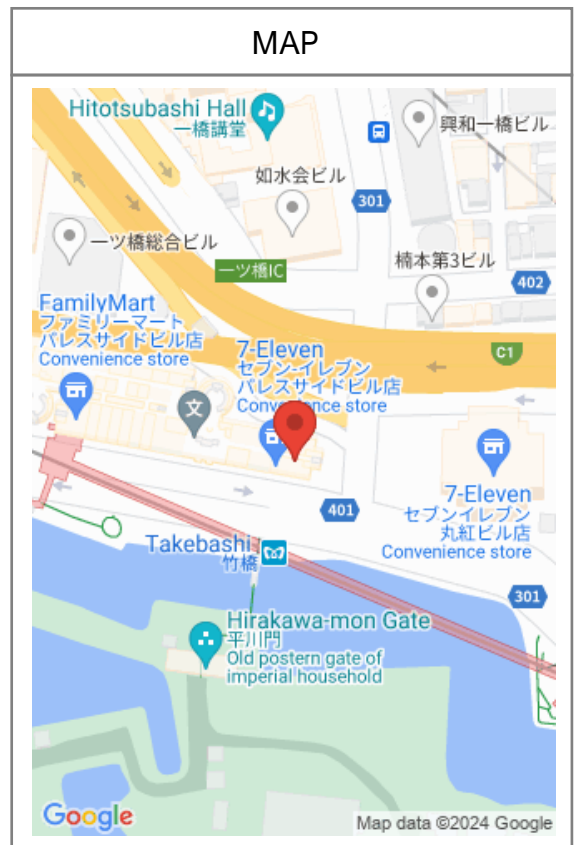 MAP
Hitotsubashi Hall
一橋講堂
興和一橋ビル
如水会ビル
301
一ツ橋総合ビル
一ツ橋IC
楠本第3ビル
402
FamilyMart
ファミリーマート
パレスサイドビル店
Convenience store
7-Eleven
セブン-イレブン
パレスサイドビル店
Convenience store
C1
文
401
7-Eleven
セブンイレブン
丸紅ビル店
Convenience store
Takebashi
竹橋
301
Hirakawa-mon Gate
平川門
Old postern gate of
imperial household
Google
Map data ©2024 Google